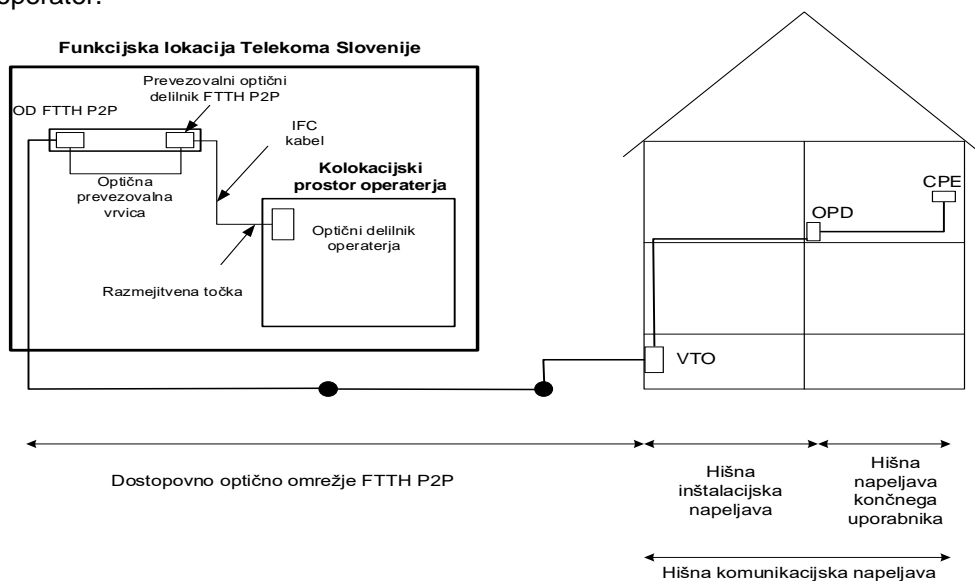 operator.
Funkcijska lokacija Telekoma Slovenije
Prevezovalni optični
delilnik FTTH P2P
OD FTTH P2P
IFC
kabel
Optična
prevezovalna
vrvica
Kolokacijski
prostor operaterja
Optični delilnik
operaterja
Razmejitvena točka
CPE
OPD
VTO
Dostopovno optično omrežje FTTH P2P
Hišna
inštalacijska
napeljava
Hišna
napeljava
končnega
uporabnika
Hišna komunikacijska napeljava